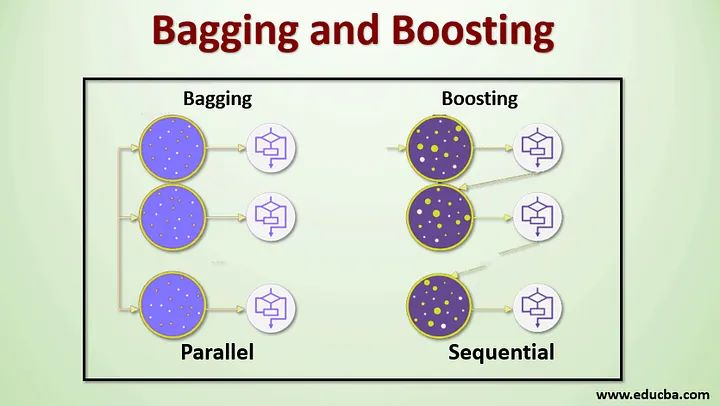 Bagging and Boosting
Bagging
Boosting
Parallel
Sequential
www.educba.com